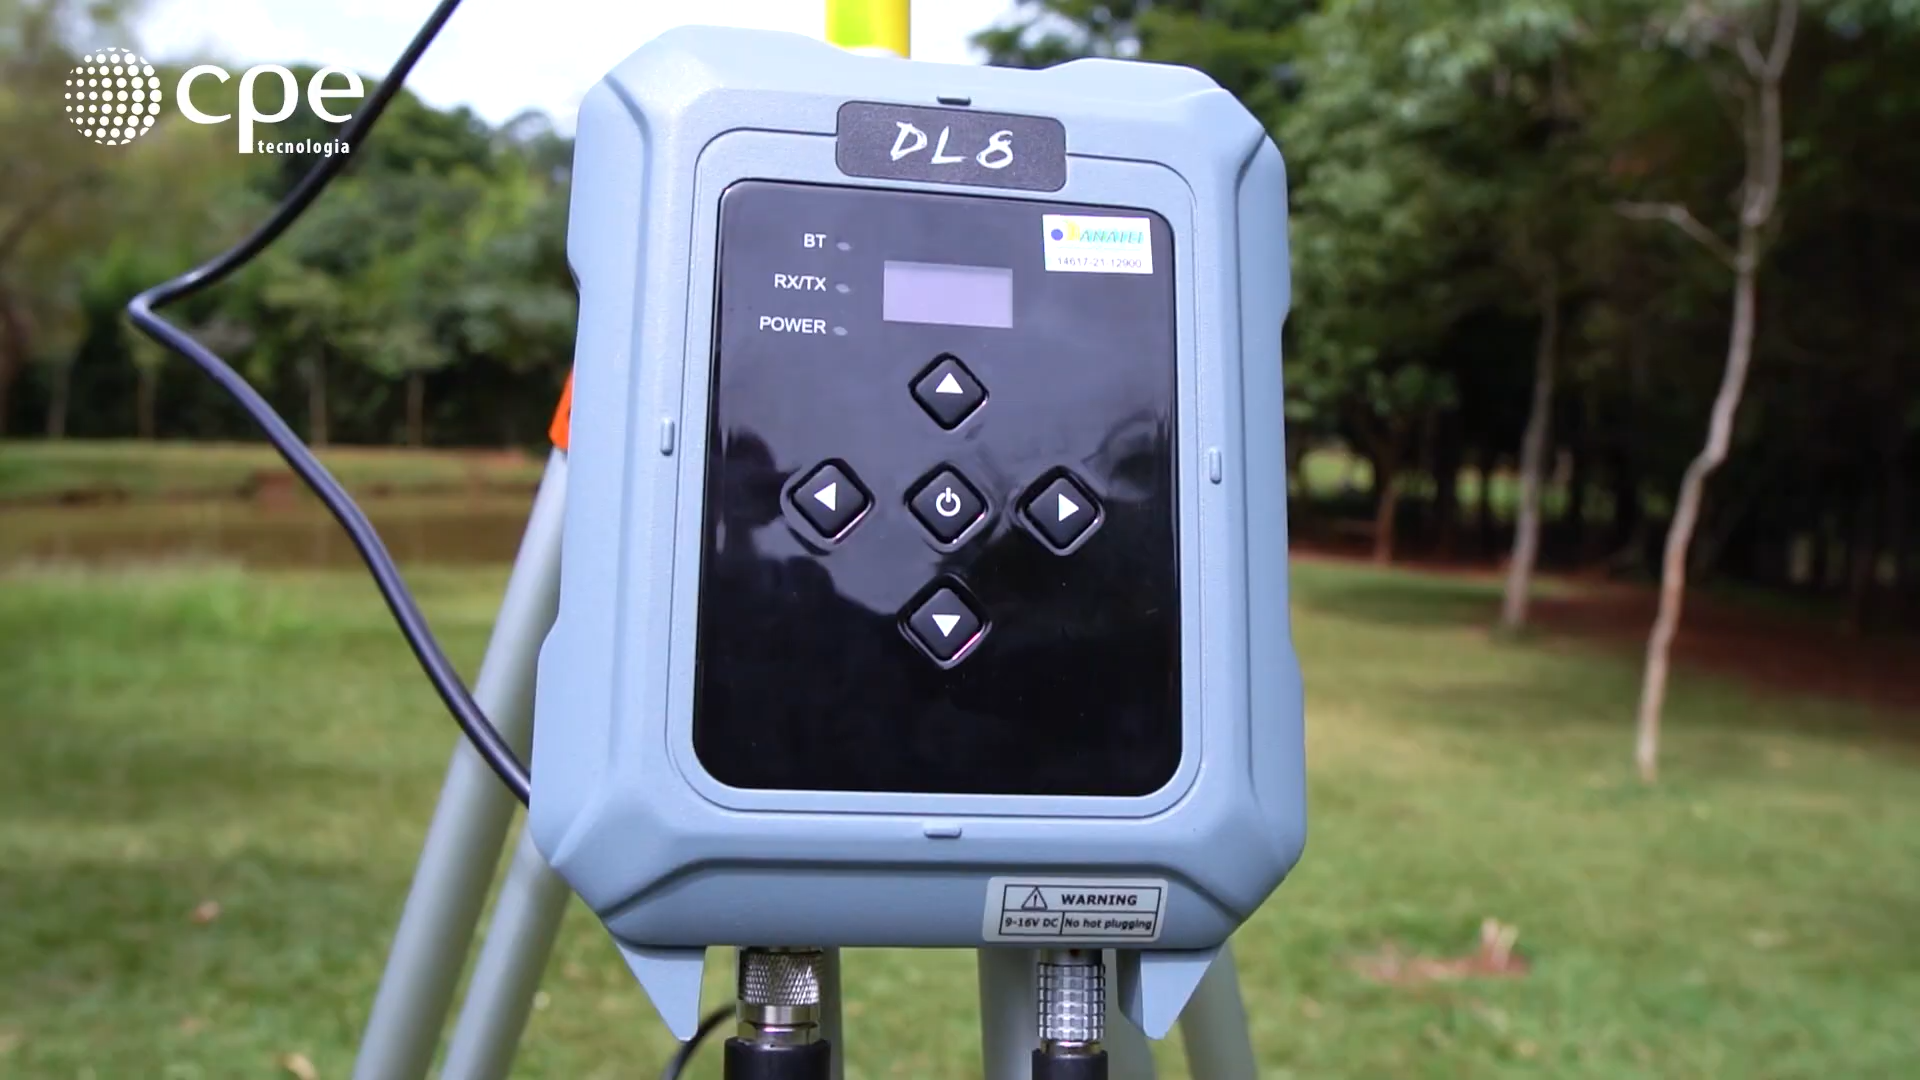 cpe
tecnologia
DL8
BT
ANATEL
14617-21 12900
RX/TX
POWER
WARNING
9-16V DC
No hot plugging